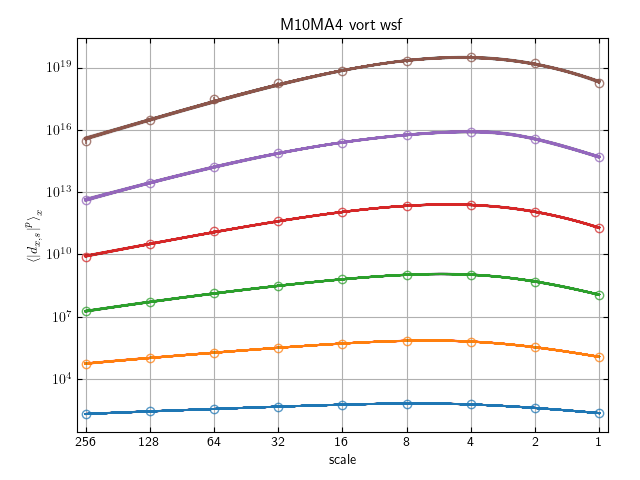 M10MA4 vort wsf
⟨|d_{x,s}|^p⟩_x
10^{19}
10^{16}
10^{13}
10^{10}
10^{7}
10^{4}
256 128 64 32 16 8 4 2 1
scale